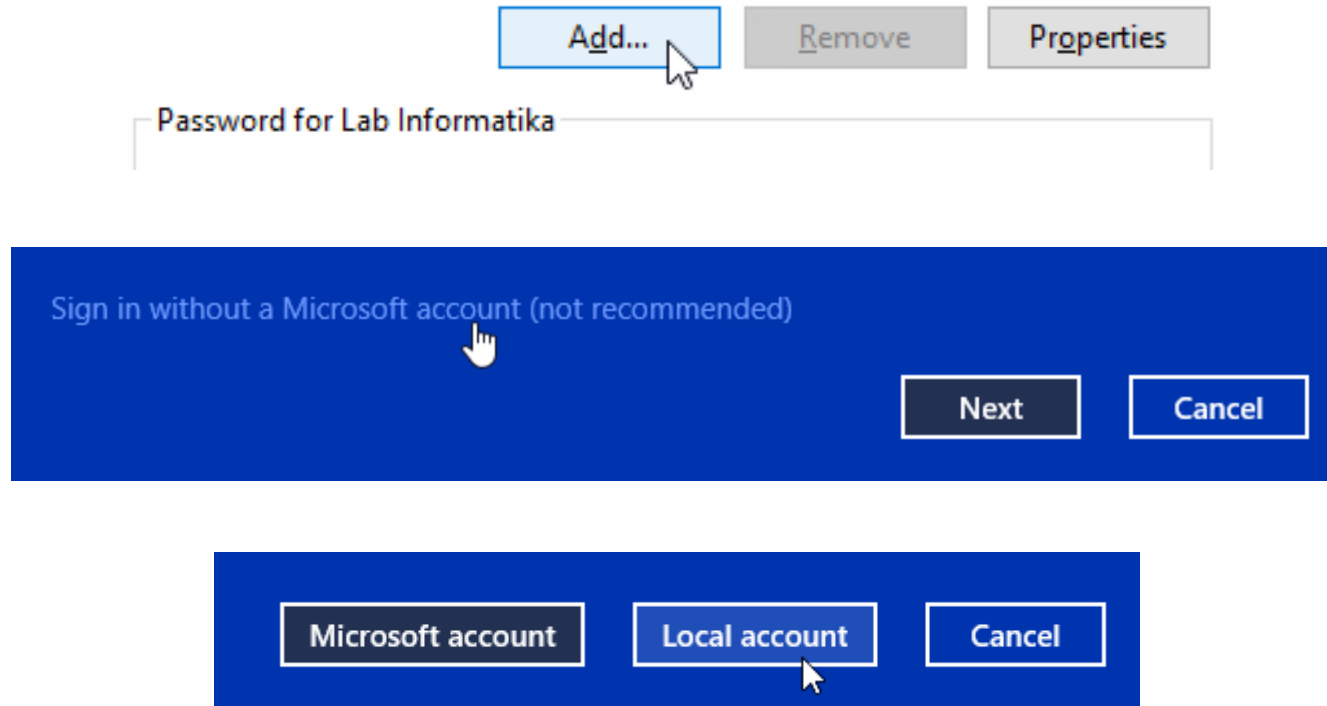 Add... Remove Properties
Password for Lab Informatika
Sign in without a Microsoft account (not recommended)
Next Cancel
Microsoft account Local account Cancel